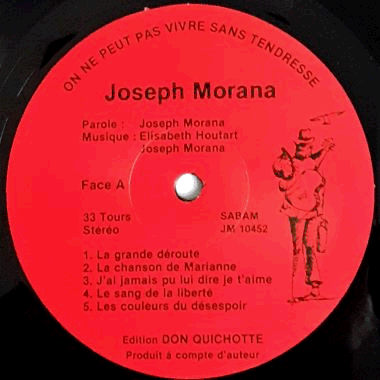 ON NE PEUT PAS VIVRE SANS TENDRESSE
Joseph Morana
Parole : Joseph Morana
Musique : Elisabeth Houtart
Joseph Morana
Face A
33 Tours SABAM
Stéréo JM 10452
1. La grande déroute
2. La chanson de Marianne
3. J'ai jamais pu lui dire je t'aime
4. Le sang de la liberté
5. Les couleurs du désespoir
Edition DON QUICHOTTE
Produit à compte d'auteur